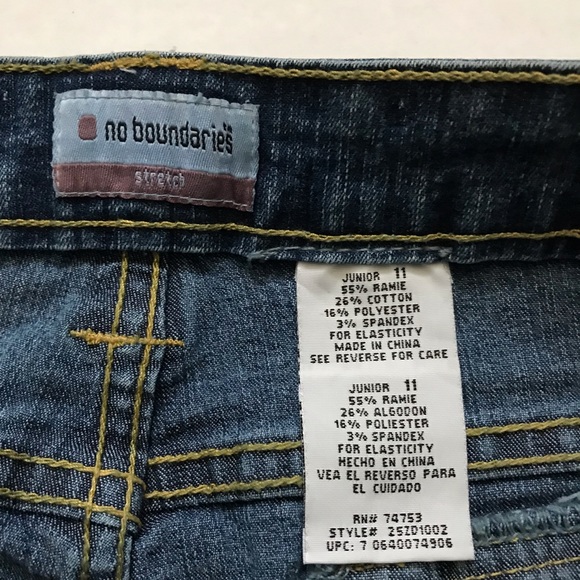 no boundaries
stretch
JUNIOR 11
55% RAMIE
26% COTTON
16% POLYESTER
3% SPANDEX
FOR ELASTICITY
MADE IN CHINA
SEE REVERSE FOR CARE
JUNIOR 11
55% RAMIE
26% ALGODON
16% POLIESTER
3% SPANDEX
FOR ELASTICITY
HECHO EN CHINA
VEA EL REVERSO PARA
EL CUIDADO
RN# 74753
STYLE# 25ZD1002
UPC: 7 0640074906